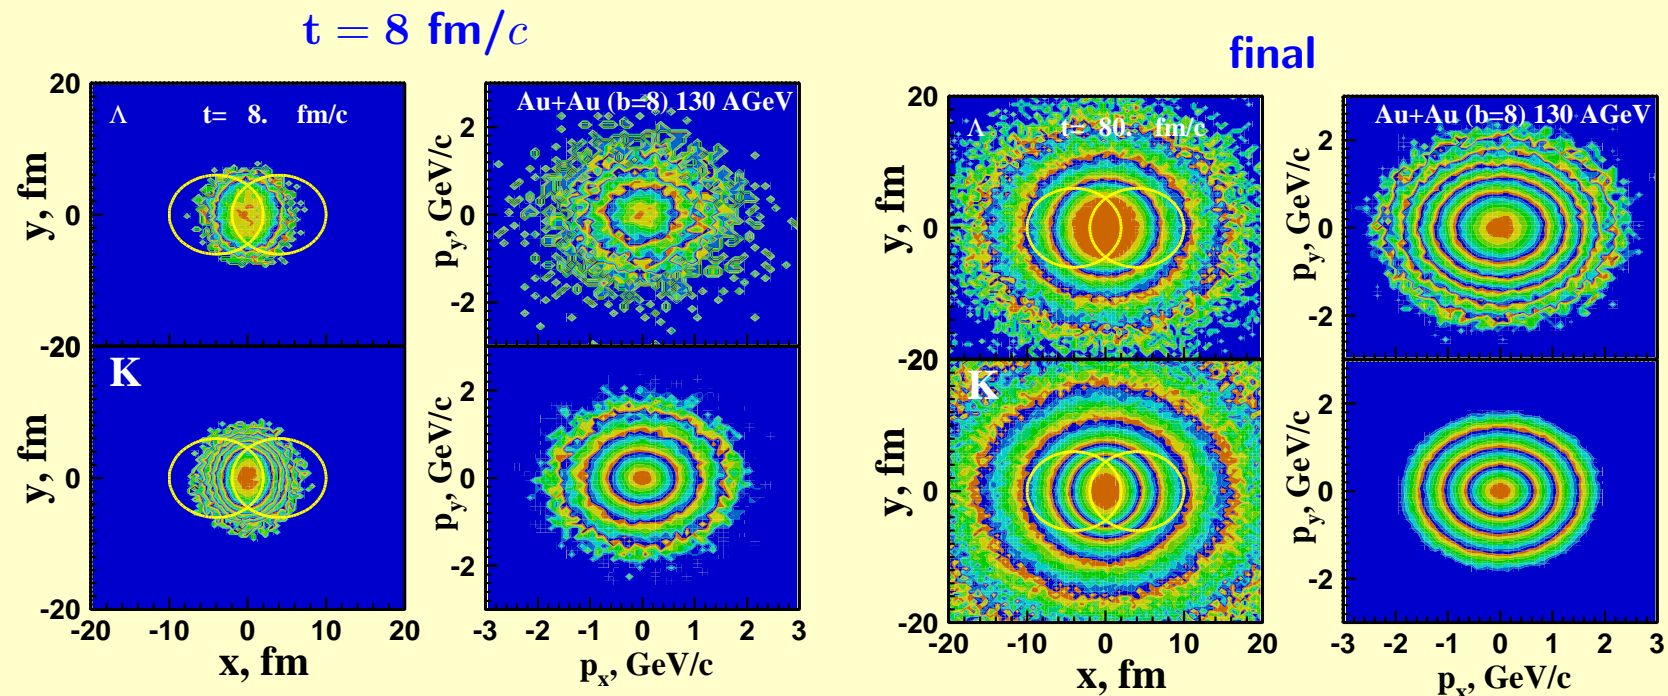 t = 8 fm/c
final
Λ t= 8. fm/c
Au+Au (b=8) 130 AGeV
20
0
-20
y, fm
2
0
-2
p_y, GeV/c
K
0
-20
y, fm
2
0
-2
p_y, GeV/c
-20 -10 0 10 20
x, fm
-3 -2 -1 0 1 2 3
p_x, GeV/c
Λ t= 80. fm/c
Au+Au (b=8) 130 AGeV
20
10
0
-10
-20
y, fm
2
0
-2
p_y, GeV/c
K
10
0
-10
-20
y, fm
2
0
-2
p_y, GeV/c
-20 -10 0 10 20
x, fm
-3 -2 -1 0 1 2 3
p_x, GeV/c